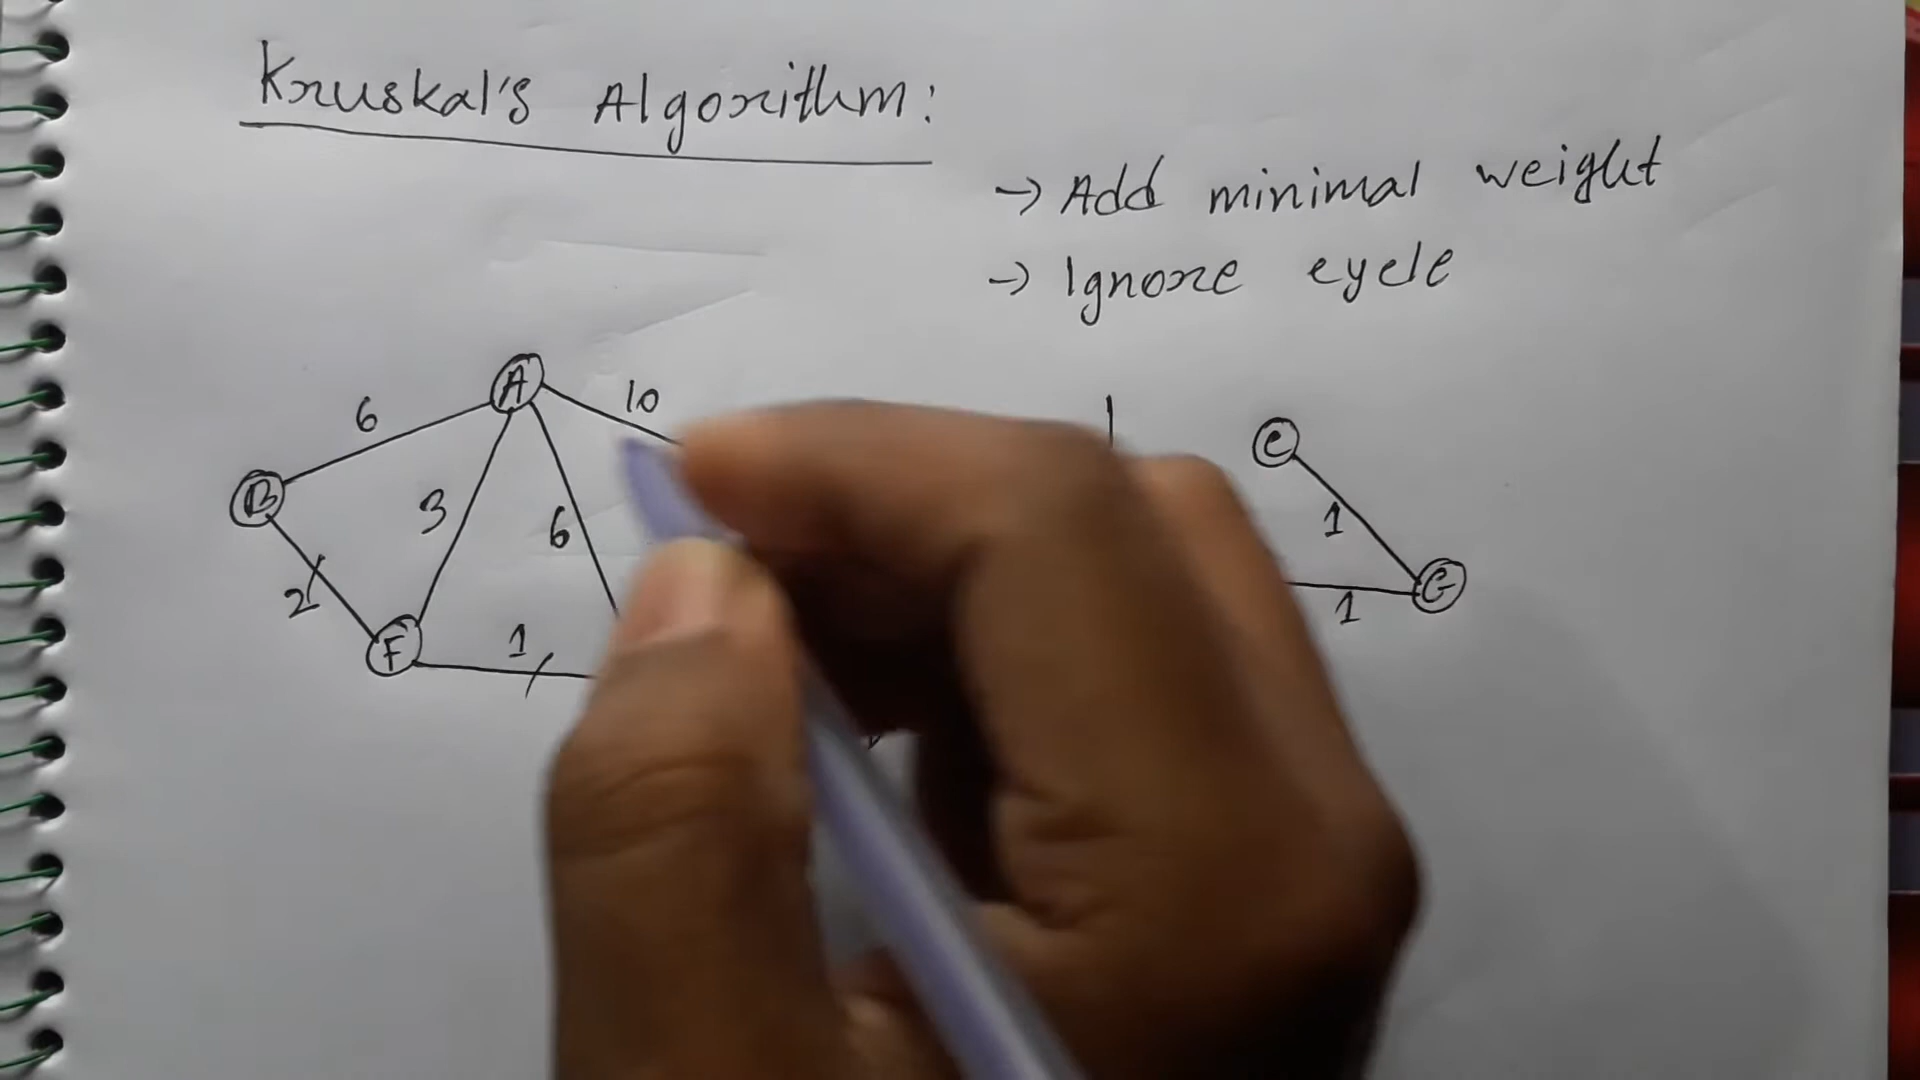 Kruskal's Algorithm:
→ Add minimal weight
→ Ignore cycle
A
10
6
C
B
3
6
1
G
2
1
1
F